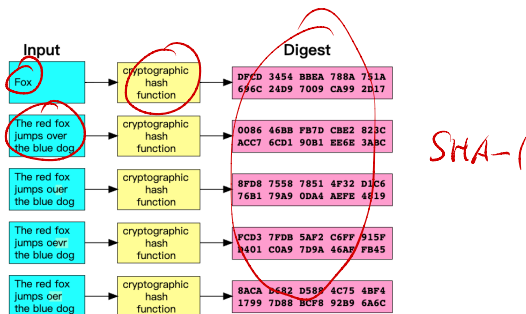 Input
Digest
Fox
cryptographic
hash
function
DFCD 3454 BBEA 788A 751A
696C 24D9 7009 CA99 2D17
The red fox
jumps over
the blue dog
cryptographic
hash
function
0086 46BB FB7D CBE2 823C
ACC7 6CD1 90B1 EE6E 3ABC
SHA-1
The red fox
jumps ouer
the blue dog
cryptographic
hash
function
8FD8 7558 7851 4F32 D1C6
76B1 79A9 0DA4 AEFE 4819
The red fox
jumps oevr
the blue dog
cryptographic
hash
function
FCD3 7FDB 5AF2 C6FF 915F
D401 C0A9 7D9A 46AF FB45
The red fox
jumps oer
the blue dog
cryptographic
hash
function
8ACA D682 D588 4C75 4BF4
1799 7D88 BCF8 92B9 6A6C